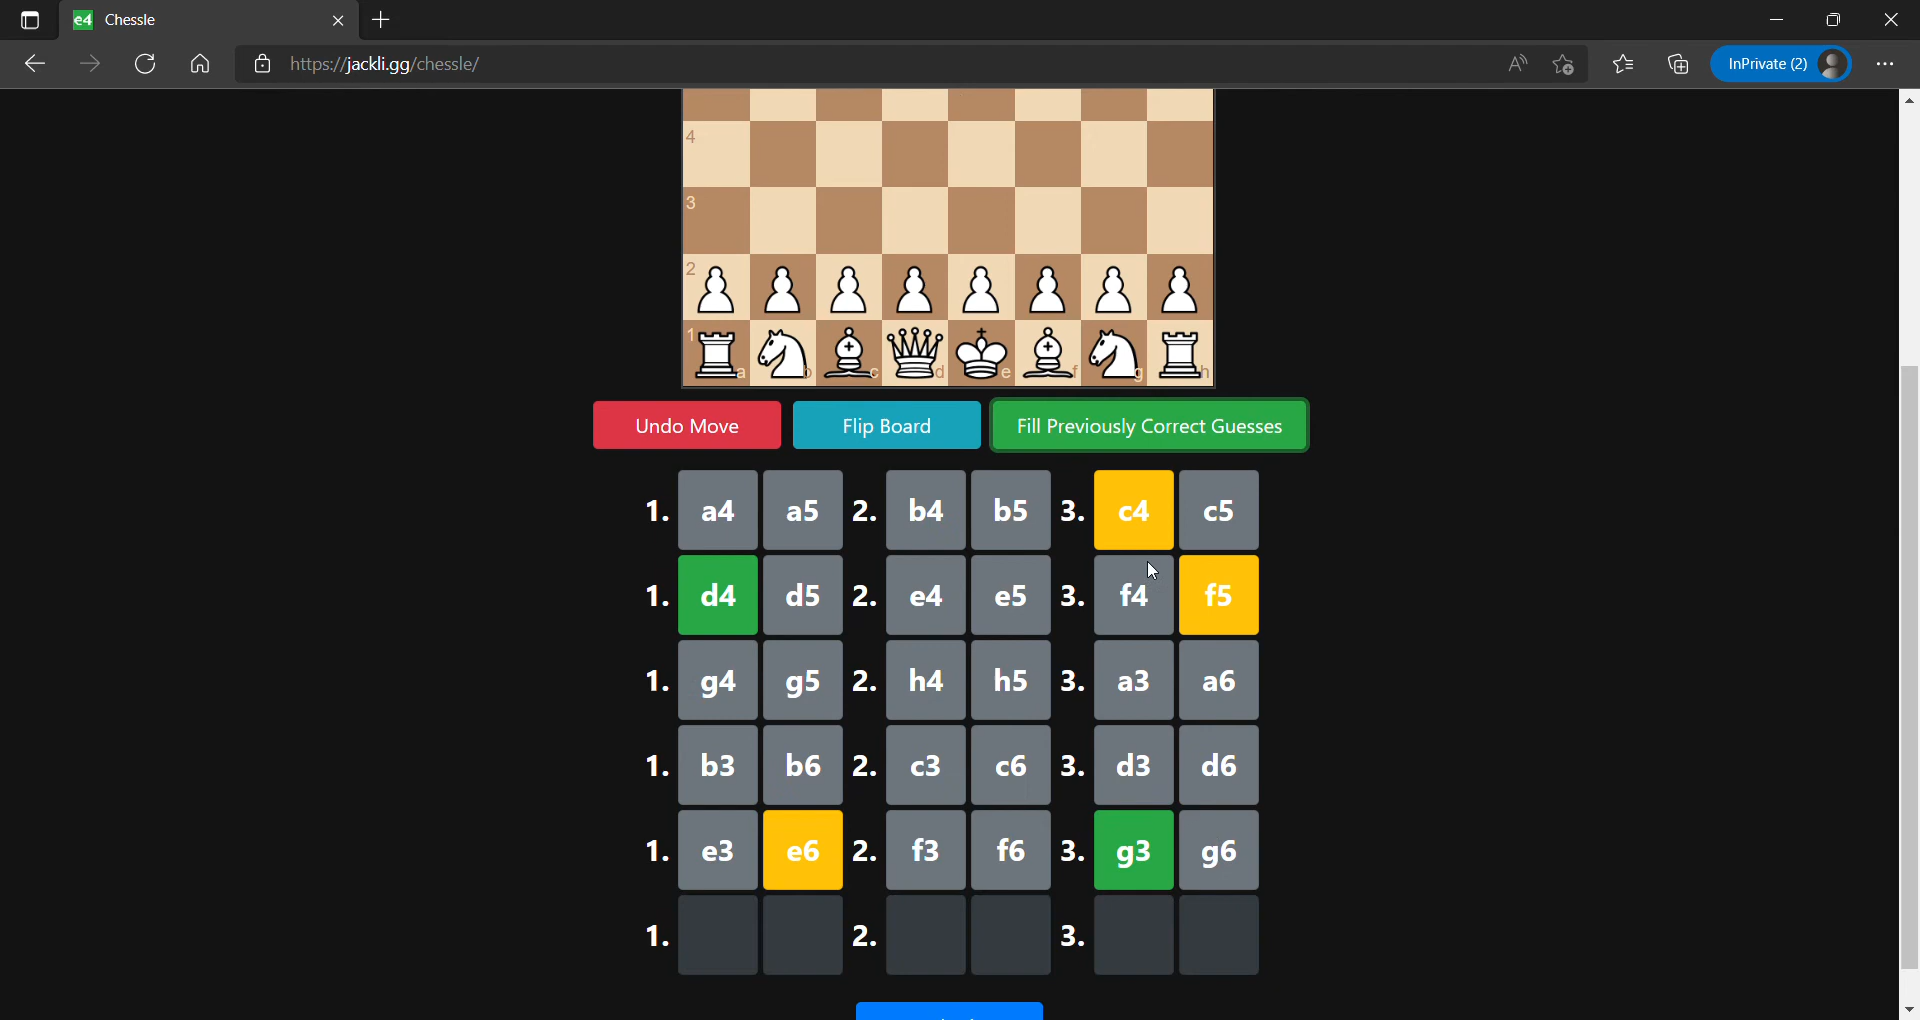 e4 Chessle
https://jackli.gg/chessle/
InPrivate (2)
4
3
2
1 a b c d e f g h
Undo Move Flip Board Fill Previously Correct Guesses
1. a4 a5 2. b4 b5 3. c4 c5
1. d4 d5 2. e4 e5 3. f4 f5
1. g4 g5 2. h4 h5 3. a3 a6
1. b3 b6 2. c3 c6 3. d3 d6
1. e3 e6 2. f3 f6 3. g3 g6
1. 2. 3.